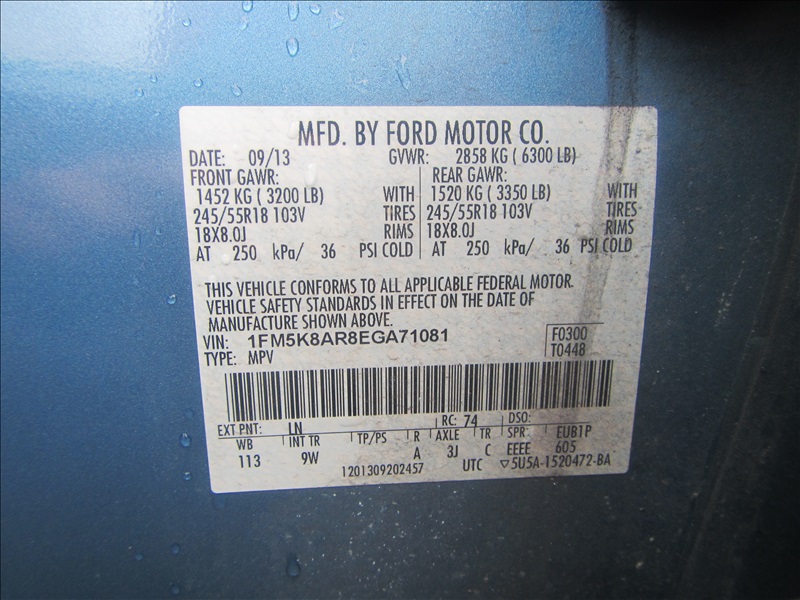 MFD. BY FORD MOTOR CO.
DATE: 09/13 GVWR: 2858 KG ( 6300 LB)
FRONT GAWR: REAR GAWR:
1452 KG ( 3200 LB) WITH 1520 KG ( 3350 LB) WITH
245/55R18 103V TIRES 245/55R18 103V TIRES
18X8.0J RIMS 18X8.0J RIMS
AT 250 kPa/ 36 PSI COLD AT 250 kPa/ 36 PSI COLD
THIS VEHICLE CONFORMS TO ALL APPLICABLE FEDERAL MOTOR.
VEHICLE SAFETY STANDARDS IN EFFECT ON THE DATE OF
MANUFACTURE SHOWN ABOVE.
VIN: 1FM5K8AR8EGA71081 F0300
TYPE: MPV T0448
EXT PNT: LN RC: 74 DSO:
WB INT TR TP/PS R AXLE TR SPR: EUB1P
113 9W A 3J C EEEE 605
1201309202457 UTC ▽5U5A-1520472-BA